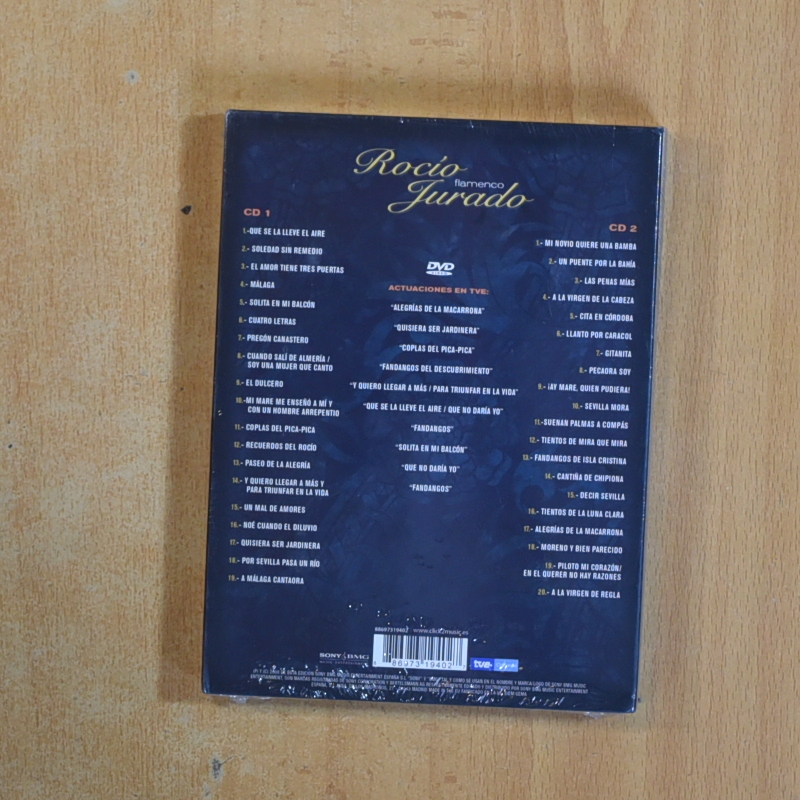 Rocío
flamenco
Jurado
CD 1
1.-QUE SE LA LLEVE EL AIRE
2.- SOLEDAD SIN REMEDIO
3.- EL AMOR TIENE TRES PUERTAS
4.- MÁLAGA
5.- SOLITA EN MI BALCÓN
6.- CUATRO LETRAS
7.- PREGÓN CANASTERO
8.- CUANDO SALÍ DE ALMERÍA /
SOY UNA MUJER QUE CANTO
9.- EL DULCERO
10.-MI MARE ME ENSEÑÓ A MÍ Y
CON UN HOMBRE ARREPENTIO
11.- COPLAS DEL PICA-PICA
12.- RECUERDOS DEL ROCÍO
13.- PASEO DE LA ALEGRÍA
14.- Y QUIERO LLEGAR A MÁS Y
PARA TRIUNFAR EN LA VIDA
15.- UN MAL DE AMORES
16.- NOÉ CUANDO EL DILUVIO
17.- QUISIERA SER JARDINERA
18.- POR SEVILLA PASA UN RÍO
19.- A MÁLAGA CANTAORA
DVD
VIDEO
ACTUACIONES EN TVE:
"ALEGRÍAS DE LA MACARRONA"
"QUISIERA SER JARDINERA"
"COPLAS DEL PICA-PICA"
"FANDANGOS DEL DESCUBRIMIENTO"
"Y QUIERO LLEGAR A MÁS / PARA TRIUNFAR EN LA VIDA"
"QUE SE LA LLEVE EL AIRE / QUE NO DARÍA YO"
"FANDANGOS"
"SOLITA EN MI BALCÓN"
"QUE NO DARÍA YO"
"FANDANGOS"
CD 2
1.- MI NOVIO QUIERE UNA BAMBA
2.- UN PUENTE POR LA BAHÍA
3.- LAS PENAS MÍAS
4.- A LA VIRGEN DE LA CABEZA
5.- CITA EN CÓRDOBA
6.- LLANTO POR CARACOL
7.- GITANITA
8.- PECAORA SOY
9.- ¡AY MARE, QUIEN PUDIERA!
10.- SEVILLA MORA
11.-SUENAN PALMAS A COMPÁS
12.- TIENTOS DE MIRA QUE MIRA
13.- FANDANGOS DE ISLA CRISTINA
14.- CANTIÑA DE CHIPIONA
15.- DECIR SEVILLA
16.- TIENTOS DE LA LUNA CLARA
17.- ALEGRÍAS DE LA MACARRONA
18.- MORENO Y BIEN PARECIDO
19.- PILOTO MI CORAZÓN/
EN EL QUERER NO HAY RAZONES
20.- A LA VIRGEN DE REGLA
88697319402 www.click2music.es
SONY BMG
MUSIC ENTERTAINMENT
8 86973 19402
tve